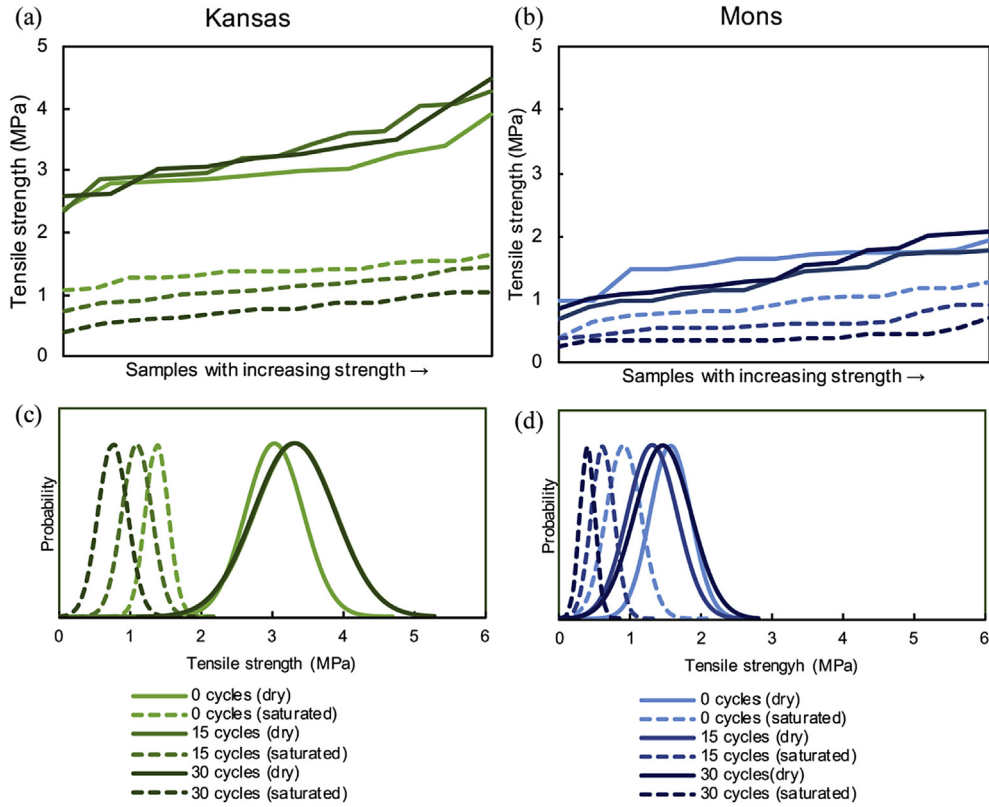 (a) Kansas
5
4
3
2
1
0
Tensile strength (MPa)
Samples with increasing strength →
(b) Mons
5
4
3
2
1
0
Tensile strength (MPa)
Samples with increasing strength →
(c)
Probability
0 1 2 3 4 5 6
Tensile strength (MPa)
0 cycles (dry)
0 cycles (saturated)
15 cycles (dry)
15 cycles (saturated)
30 cycles (dry)
30 cycles (saturated)
(d)
Probability
0 1 2 3 4 5 6
Tensile strengyh (MPa)
0 cycles (dry)
0 cycles (saturated)
15 cycles (dry)
15 cycles (saturated)
30 cycles(dry)
30 cycles (saturated)